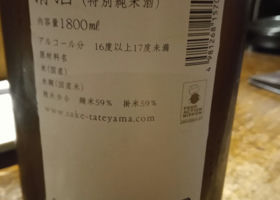 (特別純米酒)
内容量1800ml
アルコール分 16度以上17度未満
原材料名
米(国産)
米麹(国産米)
精米歩合 麹米59% 掛米59%
www.sake-tateyama.com